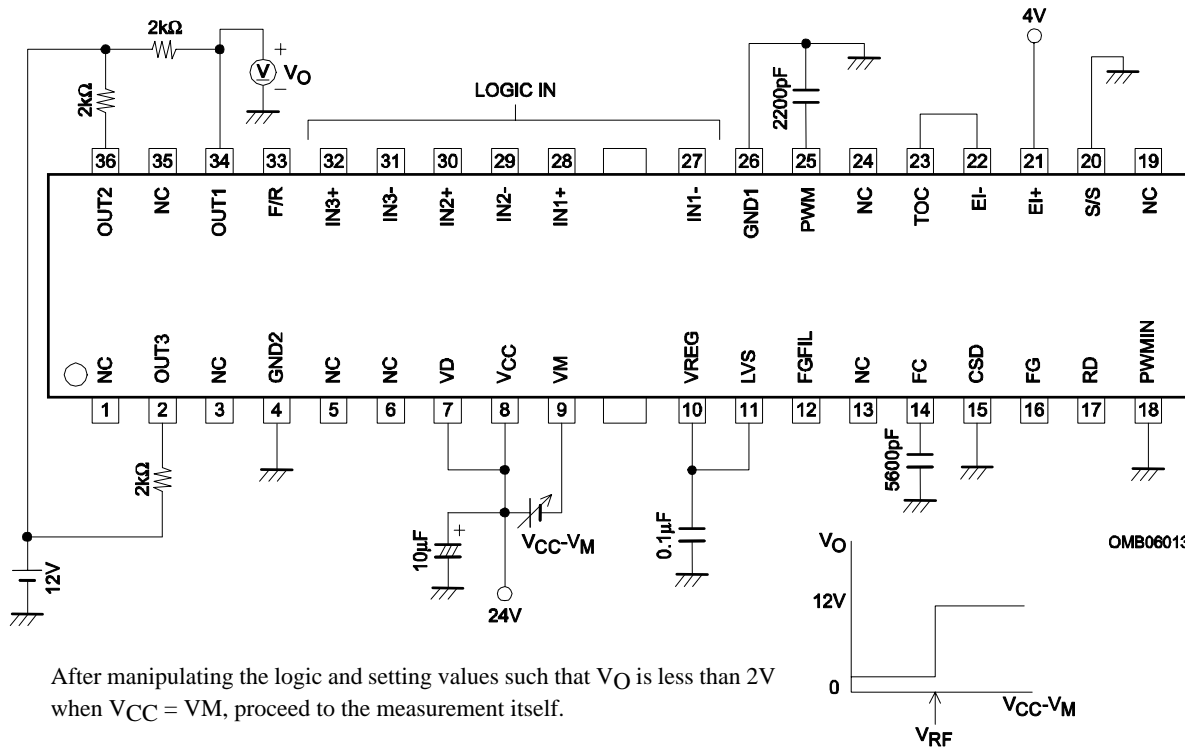 4V
2kΩ
+
V
VO
−
2kΩ
LOGIC IN
2200pF
36 35 34 33 32 31 30 29 28 27 26 25 24 23 22 21 20 19
OUT2 NC OUT1 F/R IN3+ IN3- IN2+ IN2- IN1+ IN1- GND1 PWM NC TOC EI- EI+ S/S NC
NC OUT3 NC GND2 NC NC VD VCC VM VREG LVS FGFIL NC FC CSD FG RD PWMIN
1 2 3 4 5 6 7 8 9 10 11 12 13 14 15 16 17 18
2kΩ
12V
10µF
+
VCC-VM
24V
0.1µF
5600pF
OMB06013
VO
12V
0
VCC-VM
VRF
After manipulating the logic and setting values such that VO is less than 2V
when VCC = VM, proceed to the measurement itself.